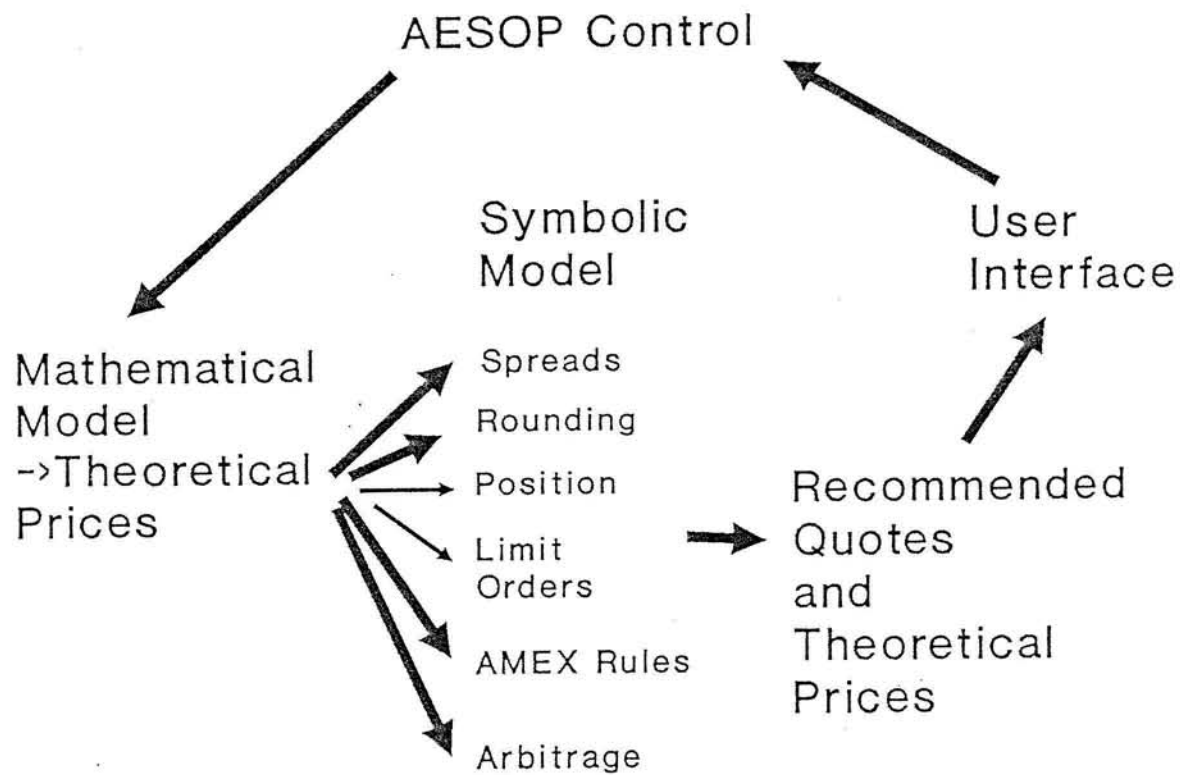 AESOP Control
Symbolic
Model
User
Interface
Mathematical
Model
->Theoretical
Prices
Spreads
Rounding
Position
Limit
Orders
AMEX Rules
Arbitrage
Recommended
Quotes
and
Theoretical
Prices